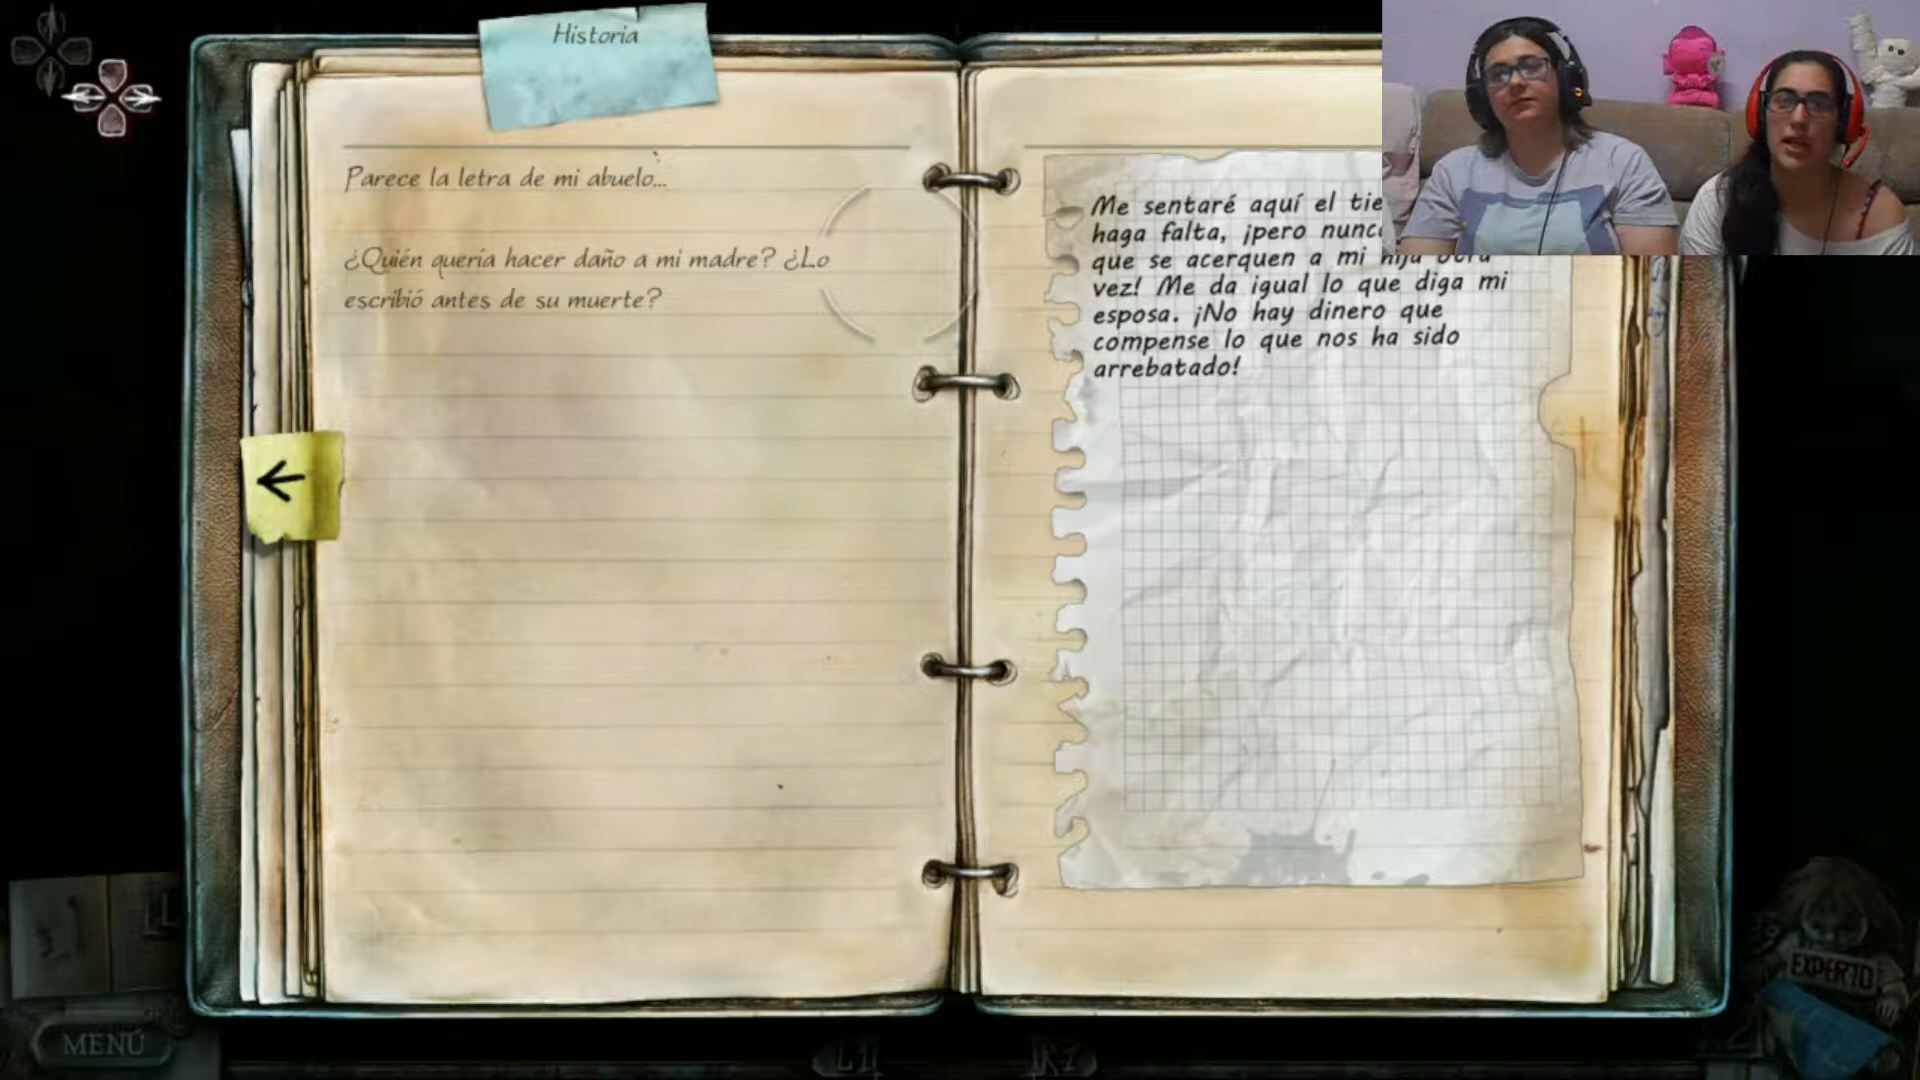 Historia
Parece la letra de mi abuelo...
¿Quién quería hacer daño a mi madre? ¿Lo
escribió antes de su muerte?
Me sentaré aquí el
haga falta, ¡pero
que se acerquen a mi
vez! Me da igual lo que diga mi
esposa. ¡No hay dinero que
compense lo que nos ha sido
arrebatado!
EXPERTO
MENÚ